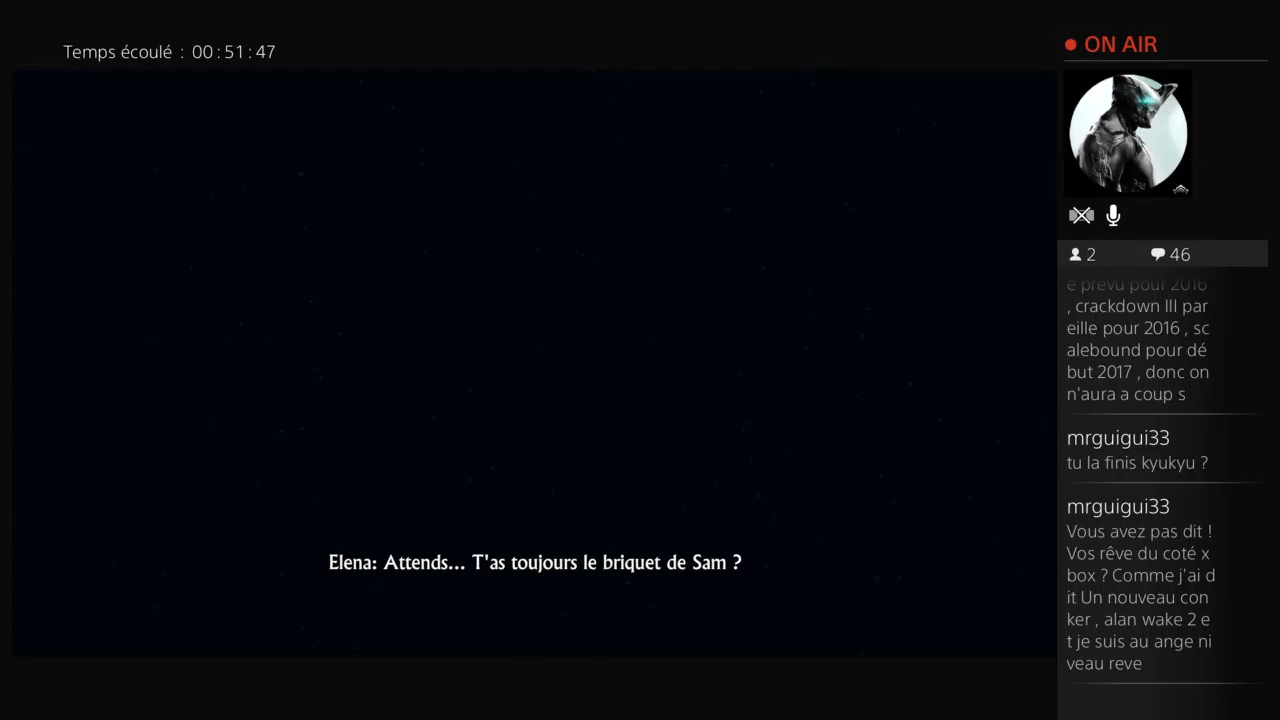 Temps écoulé : 00:51:47
ON AIR
2 46
e prévu pour 2016
, crackdown III par
eille pour 2016 , sc
alebound pour dé
but 2017 , donc on
n'aura a coup s
mrguigui33
tu la finis kyukyu ?
mrguigui33
Vous avez pas dit !
Vos rêve du coté x
box ? Comme j'ai d
it Un nouveau con
ker , alan wake 2 e
t je suis au ange ni
veau reve
Elena: Attends... T'as toujours le briquet de Sam ?